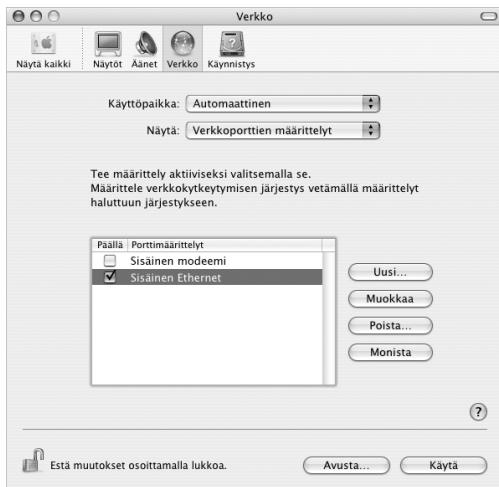 Verkko
Näytä kaikki Näytöt Äänet Verkko Käynnistys
Käyttöpaikka: Automaattinen
Näytä: Verkkoporttien määrittelyt
Tee määrittely aktiiviseksi valitsemalla se.
Määrittele verkkokytkeytymisen järjestys vetämällä määrittelyt
haluttuun järjestykseen.
Päällä Porttimäärittelyt
Sisäinen modeemi
Sisäinen Ethernet
Uusi...
Muokkaa
Poista...
Monista
?
Estä muutokset osoittamalla lukkoa. Avusta... Käytä